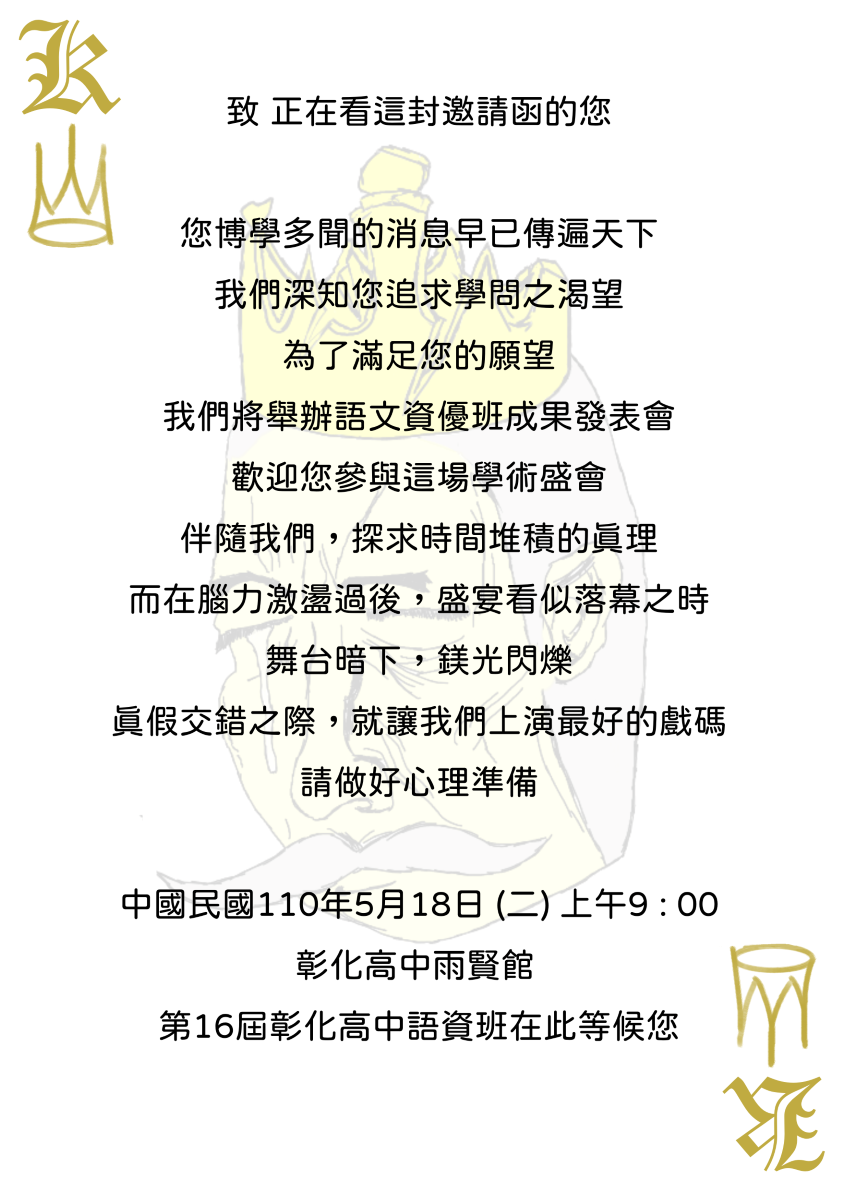 K
致 正在看這封邀請函的您
您博學多聞的消息早已傳遍天下
我們深知您追求學問之渴望
為了滿足您的願望
我們將舉辦語文資優班成果發表會
歡迎您參與這場學術盛會
伴隨我們，探求時間堆積的眞理
而在腦力激盪過後，盛宴看似落幕之時
舞台暗下，鎂光閃爍
眞假交錯之際，就讓我們上演最好的戲碼
請做好心理準備
中國民國110年5月18日 (二) 上午9：00
彰化高中雨賢館
第16屆彰化高中語資班在此等候您
K